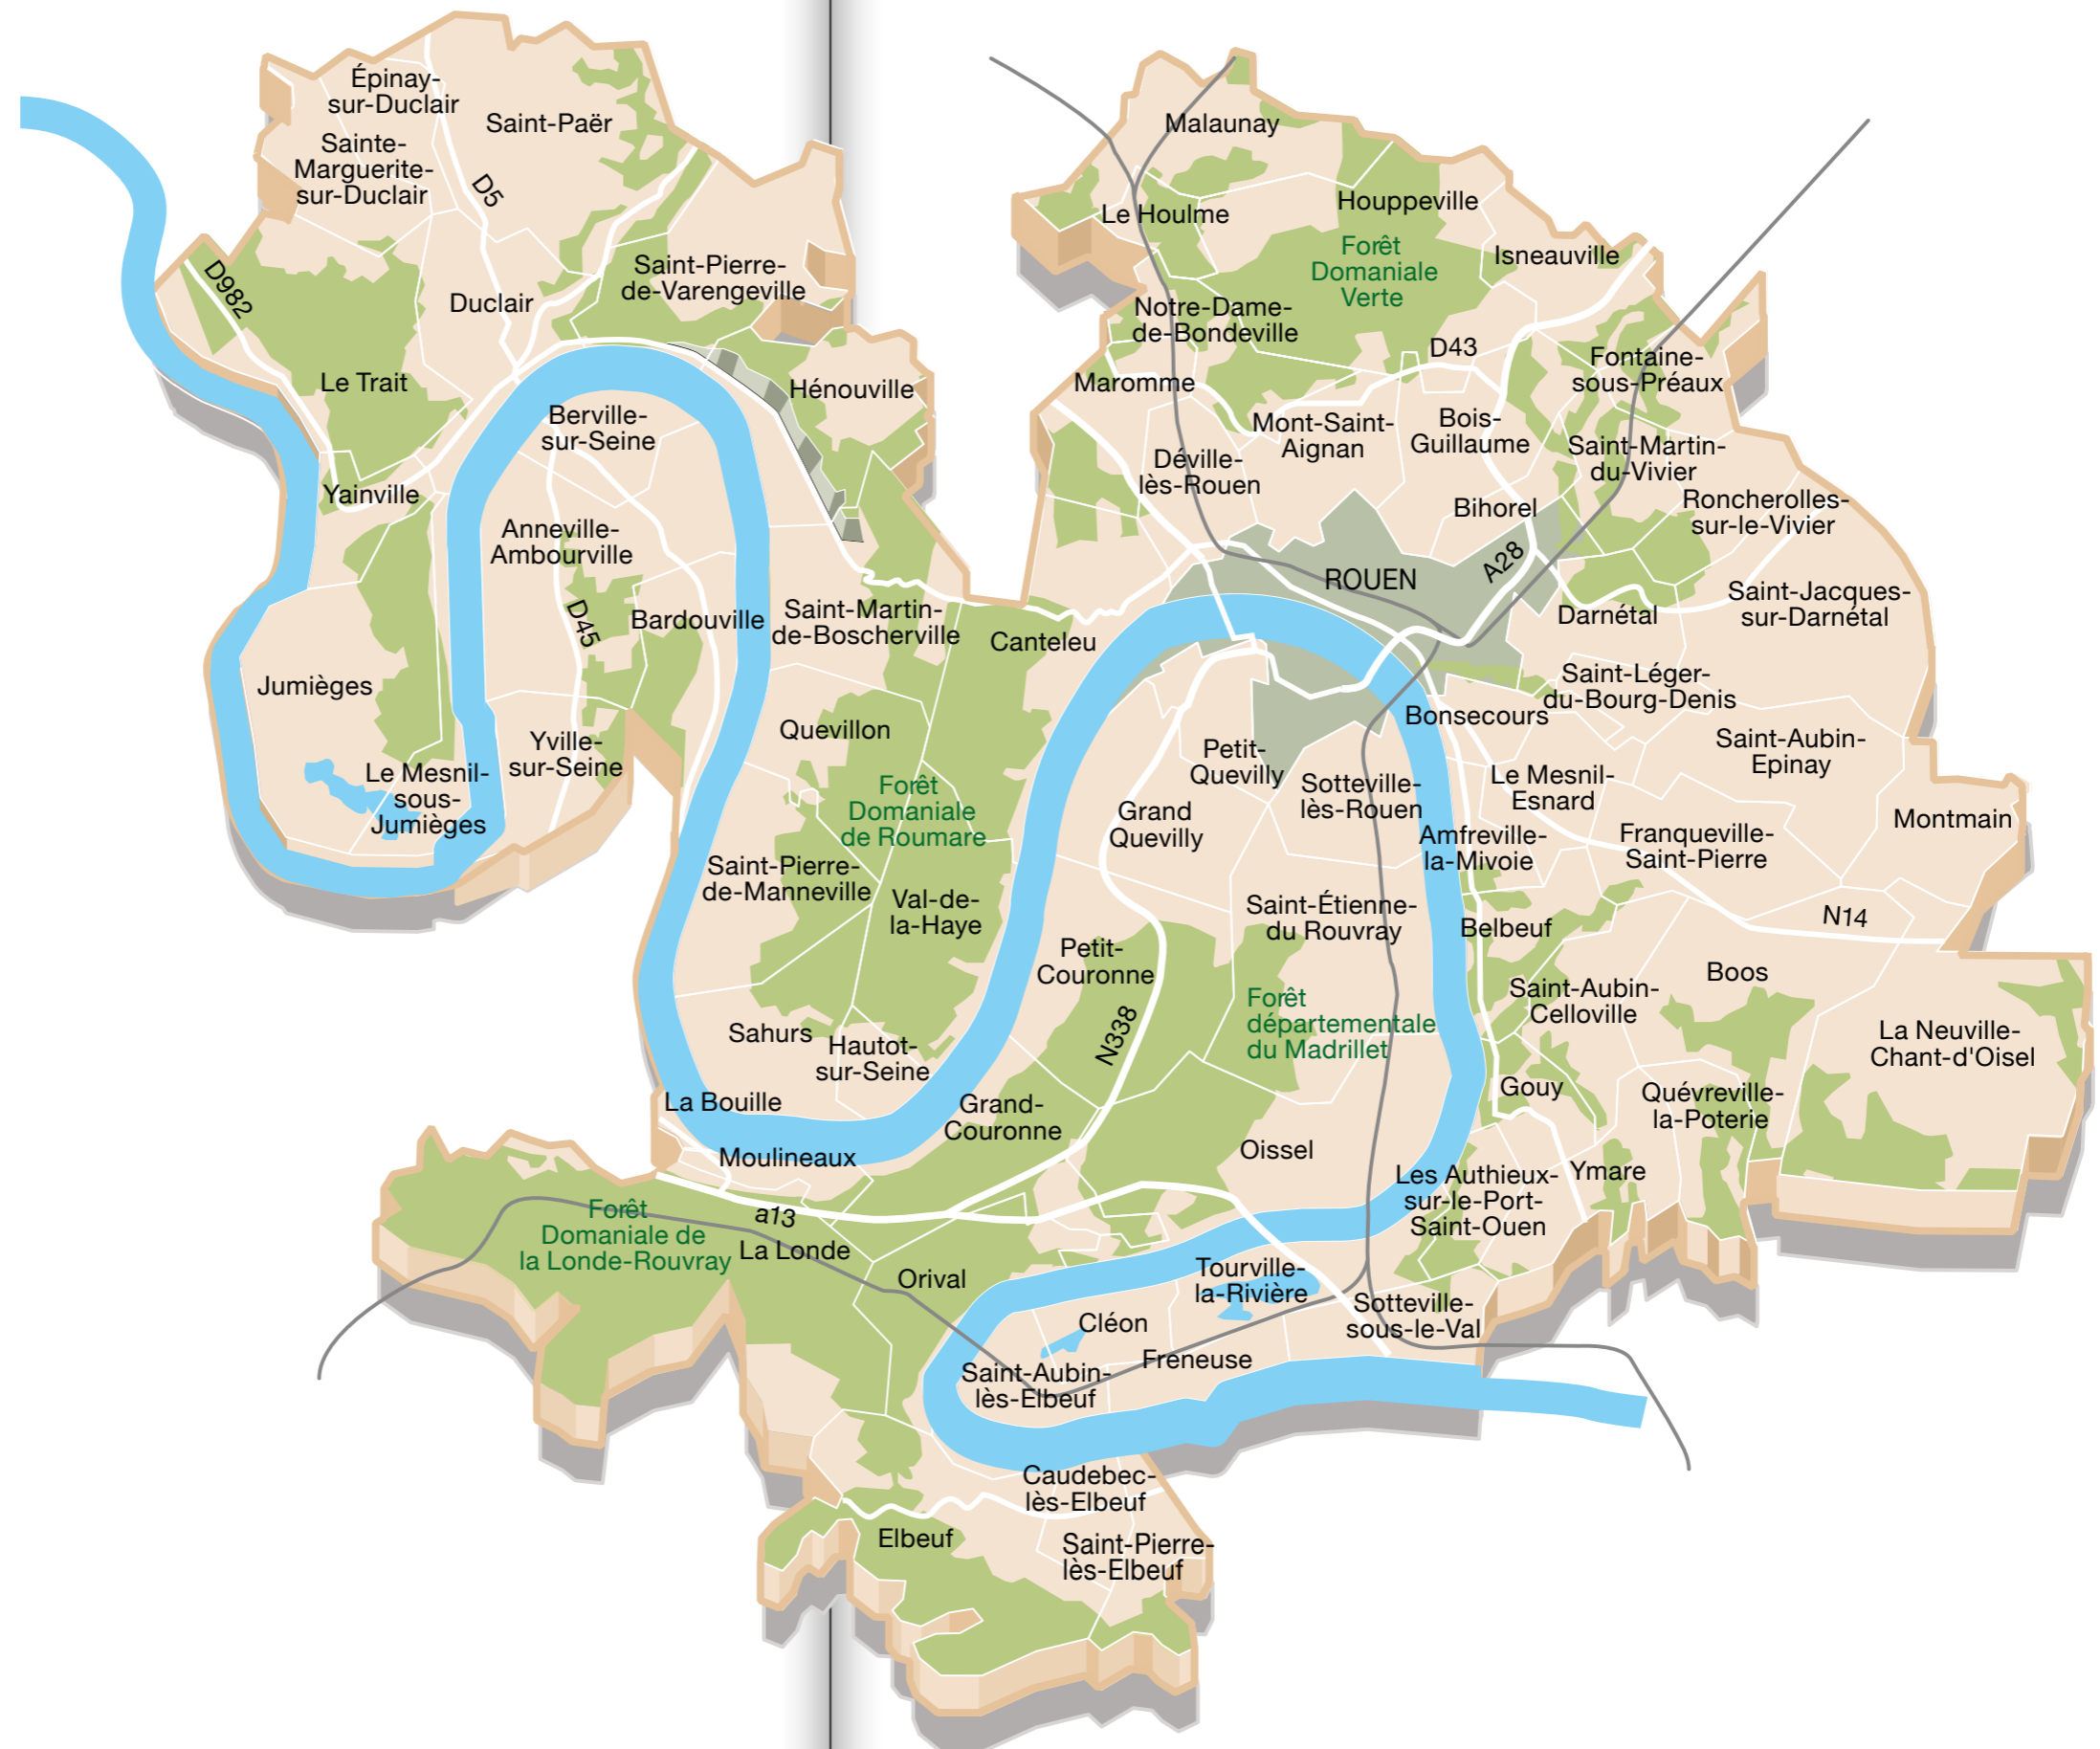 Épinay-
sur-Duclair
Saint-Paër
Sainte-
Marguerite-
sur-Duclair
D5
D982
Duclair
Saint-Pierre-
de-Varengeville
Le Trait
Hénouville
Berville-
sur-Seine
Yainville
Anneville-
Ambourville
D45
Bardouville
Saint-Martin-
de-Boscherville
Canteleu
Jumièges
Quevillon
Yville-
sur-Seine
Le Mesnil-
sous-
Jumièges
Forêt
Domaniale
de Roumare
Saint-Pierre-
de-Manneville
Val-de-
la-Haye
Sahurs
Hautot-
sur-Seine
La Bouille
Moulineaux
Malaunay
Le Houlme
Houppeville
Forêt
Domaniale
Verte
Isneauville
Notre-Dame-
de-Bondeville
D43
Fontaine-
sous-Préaux
Maromme
Mont-Saint-
Aignan
Bois-
Guillaume
Saint-Martin-
du-Vivier
Déville-
lès-Rouen
Bihorel
Roncherolles-
sur-le-Vivier
A28
ROUEN
Darnétal
Saint-Jacques-
sur-Darnétal
Saint-Léger-
du-Bourg-Denis
Bonsecours
Saint-Aubin-
Epinay
Petit-
Quevilly
Sotteville-
lès-Rouen
Le Mesnil-
Esnard
Grand
Quevilly
Amfreville-
la-Mivoie
Franqueville-
Saint-Pierre
Montmain
Saint-Étienne-
du Rouvray
Belbeuf
N14
Petit-
Couronne
Boos
Saint-Aubin-
Celloville
Forêt
départementale
du Madrillet
N338
La Neuville-
Chant-d'Oisel
Gouy
Quévreville-
la-Poterie
Grand-
Couronne
Oissel
Les Authieux-
sur-le-Port-
Saint-Ouen
Ymare
Forêt
Domaniale de
la Londe-Rouvray
a13
La Londe
Orival
Tourville-
la-Rivière
Sotteville-
sous-le-Val
Cléon
Freneuse
Saint-Aubin-
lès-Elbeuf
Caudebec-
lès-Elbeuf
Elbeuf
Saint-Pierre-
lès-Elbeuf